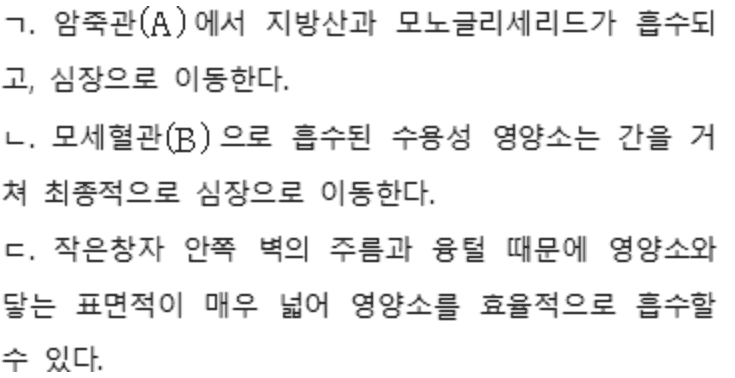 ㄱ. 암죽관(A)에서 지방산과 모노글리세리드가 흡수되
고, 심장으로 이동한다.
ㄴ. 모세혈관(B)으로 흡수된 수용성 영양소는 간을 거
쳐 최종적으로 심장으로 이동한다.
ㄷ. 작은창자 안쪽 벽의 주름과 융털 때문에 영양소와
닿는 표면적이 매우 넓어 영양소를 효율적으로 흡수할
수 있다.